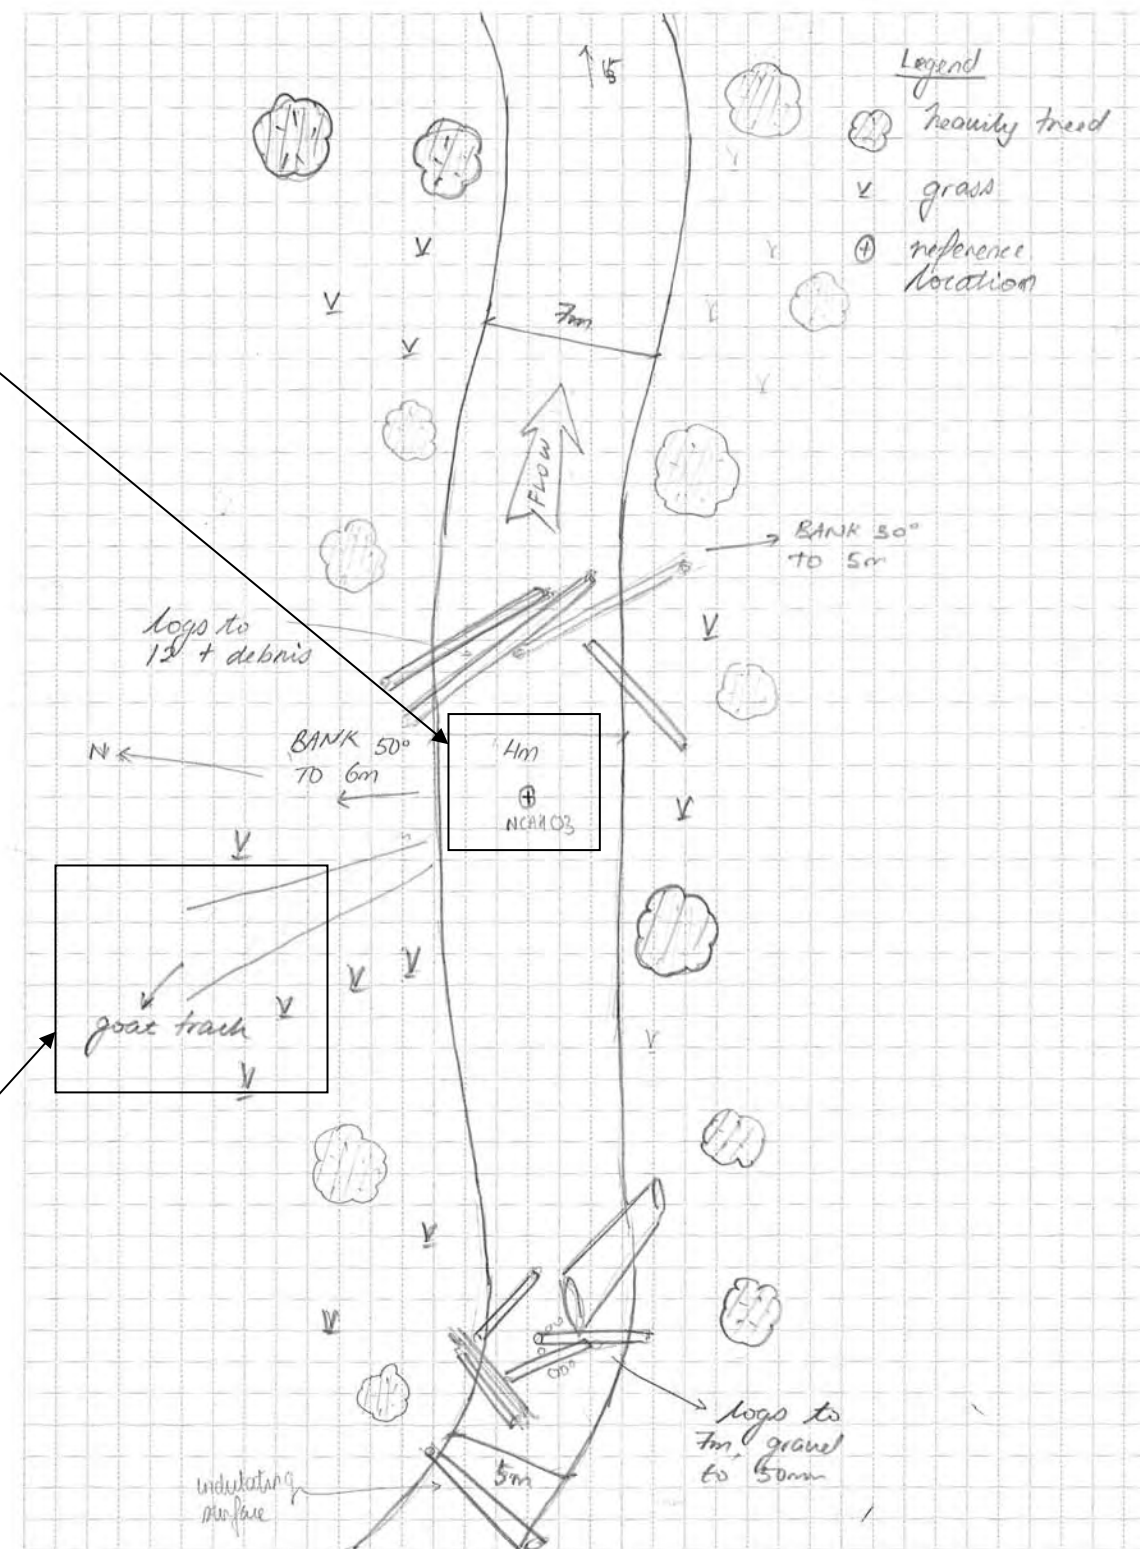 Legend
heavily treed
grass
reference
location
7m
FLOW
BANK 30°
TO 5m
logs to
12 + debris
N
BANK 50°
TO 6m
4m
NCAH03
goat track
logs to
7m, gravel
to 50mm
5m
undulating
surface